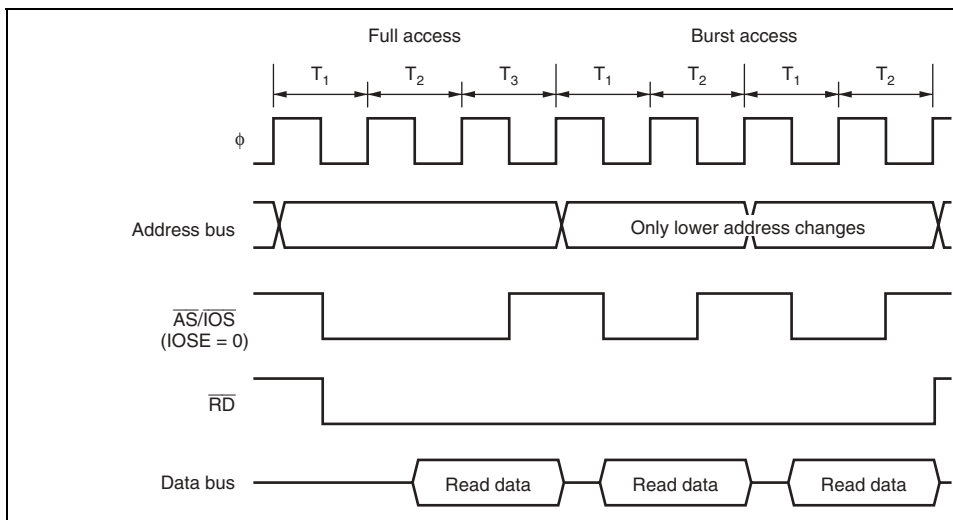 Full access Burst access
T1 T2 T3 T1 T2 T1 T2
φ
Address bus
Only lower address changes
AS/IOS
(IOSE = 0)
RD
Data bus
Read data Read data Read data